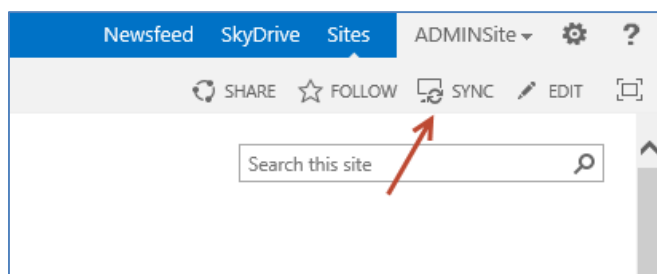 Newsfeed SkyDrive Sites ADMINSite ?
SHARE FOLLOW SYNC EDIT
Search this site